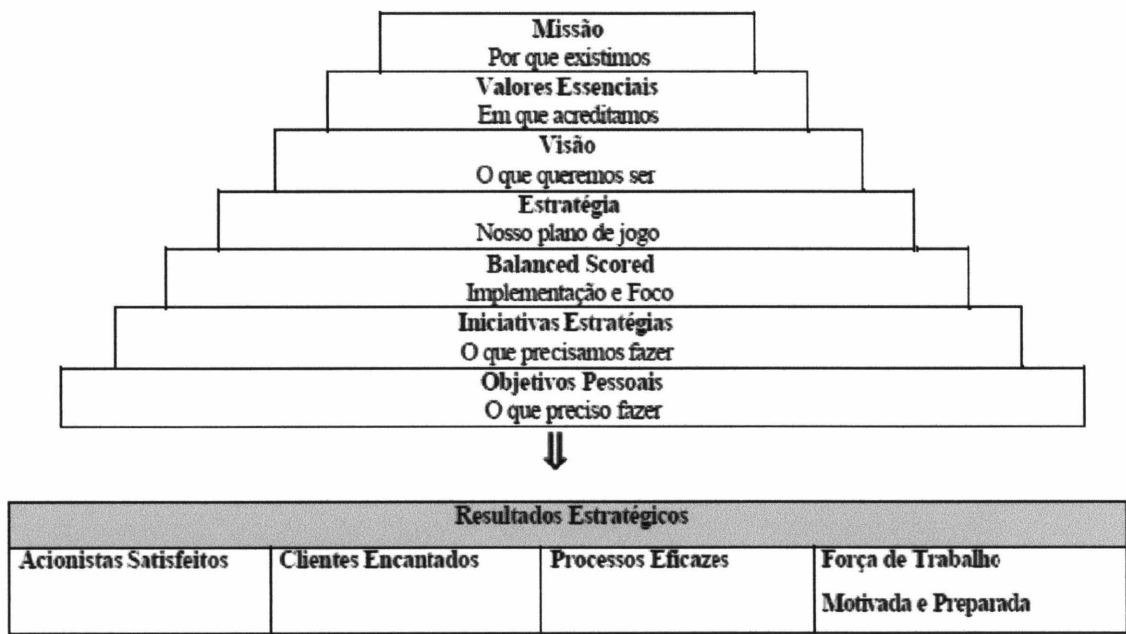 Missão
Por que existimos
Valores Essenciais
Em que acreditamos
Visão
O que queremos ser
Estratégia
Nosso plano de jogo
Balanced Scored
Implementação e Foco
Iniciativas Estratégias
O que precisamos fazer
Objetivos Pessoais
O que preciso fazer
Resultados Estratégicos
Acionistas Satisfeitos
Clientes Encantados
Processos Eficazes
Força de Trabalho
Motivada e Preparada